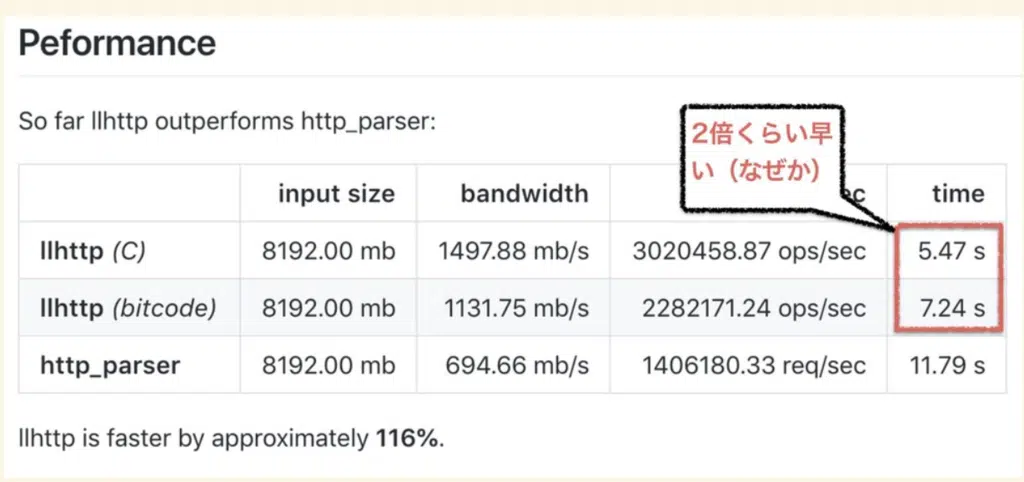 Peformance
So far llhttp outperforms http_parser:
2倍くらい早
い（なぜか）
input size bandwidth time
llhttp (C) 8192.00 mb 1497.88 mb/s 3020458.87 ops/sec 5.47 s
llhttp (bitcode) 8192.00 mb 1131.75 mb/s 2282171.24 ops/sec 7.24 s
http_parser 8192.00 mb 694.66 mb/s 1406180.33 req/sec 11.79 s
llhttp is faster by approximately 116%.